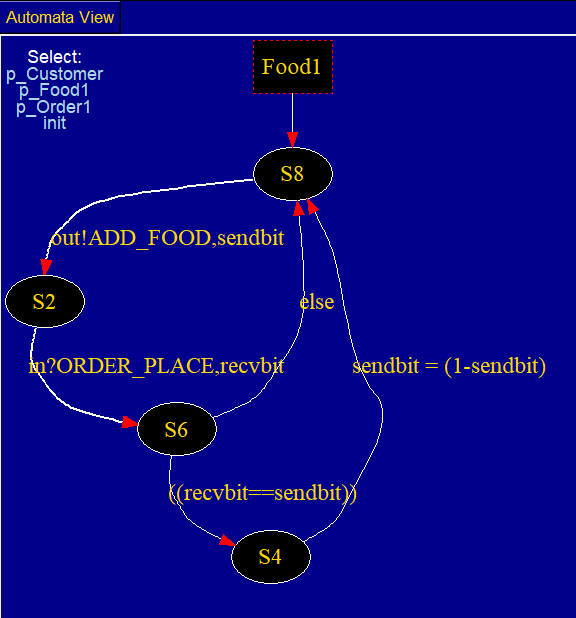 Automata View
Select:
p_Customer
p_Food1
p_Order1
init
Food1
S8
out!ADD_FOOD,sendbit
S2
else
in?ORDER_PLACE,recvbit
sendbit = (1-sendbit)
S6
((recvbit==sendbit))
S4